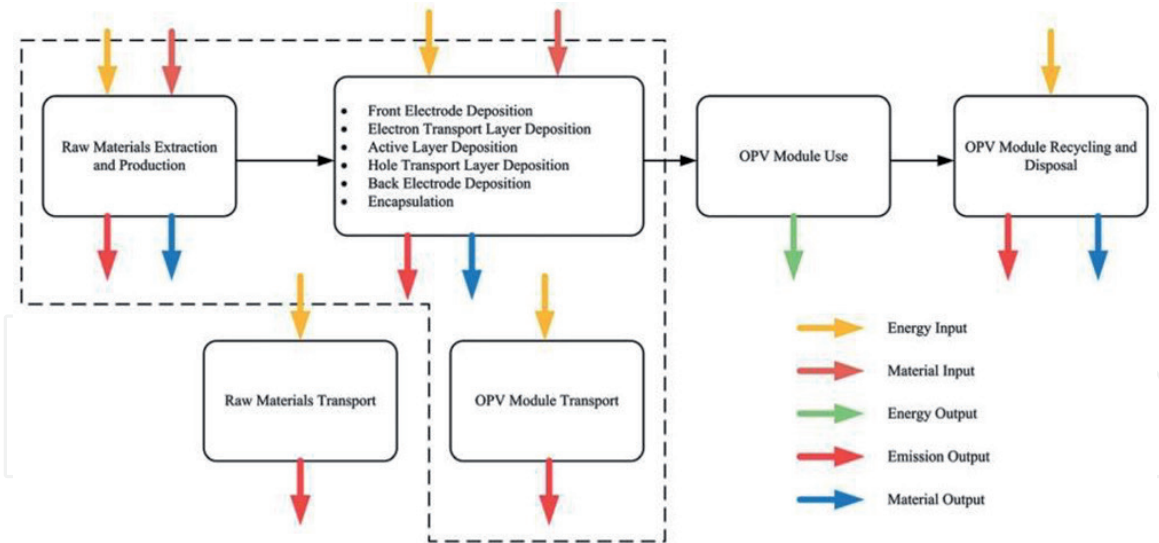 Raw Materials Extraction
and Production
• Front Electrode Deposition
• Electron Transport Layer Deposition
• Active Layer Deposition
• Hole Transport Layer Deposition
• Back Electrode Deposition
• Encapsulation
OPV Module Use
OPV Module Recycling and
Disposal
Raw Materials Transport
OPV Module Transport
Energy Input
Material Input
Energy Output
Emission Output
Material Output